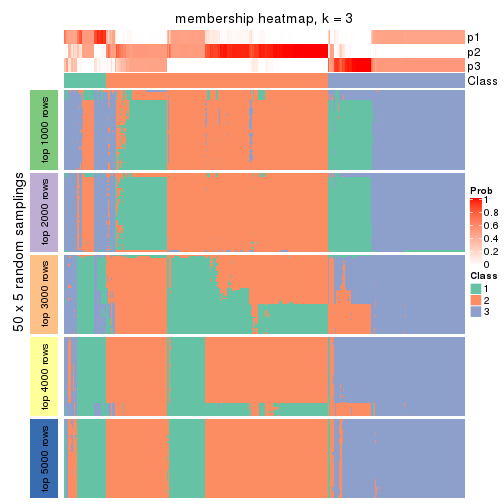 membership heatmap, k = 3
p1
p2
p3
Class
50 x 5 random samplings
top 1000 rows
top 2000 rows
top 3000 rows
top 4000 rows
top 5000 rows
Prob
1
0.8
0.6
0.4
0.2
0
Class
1
2
3